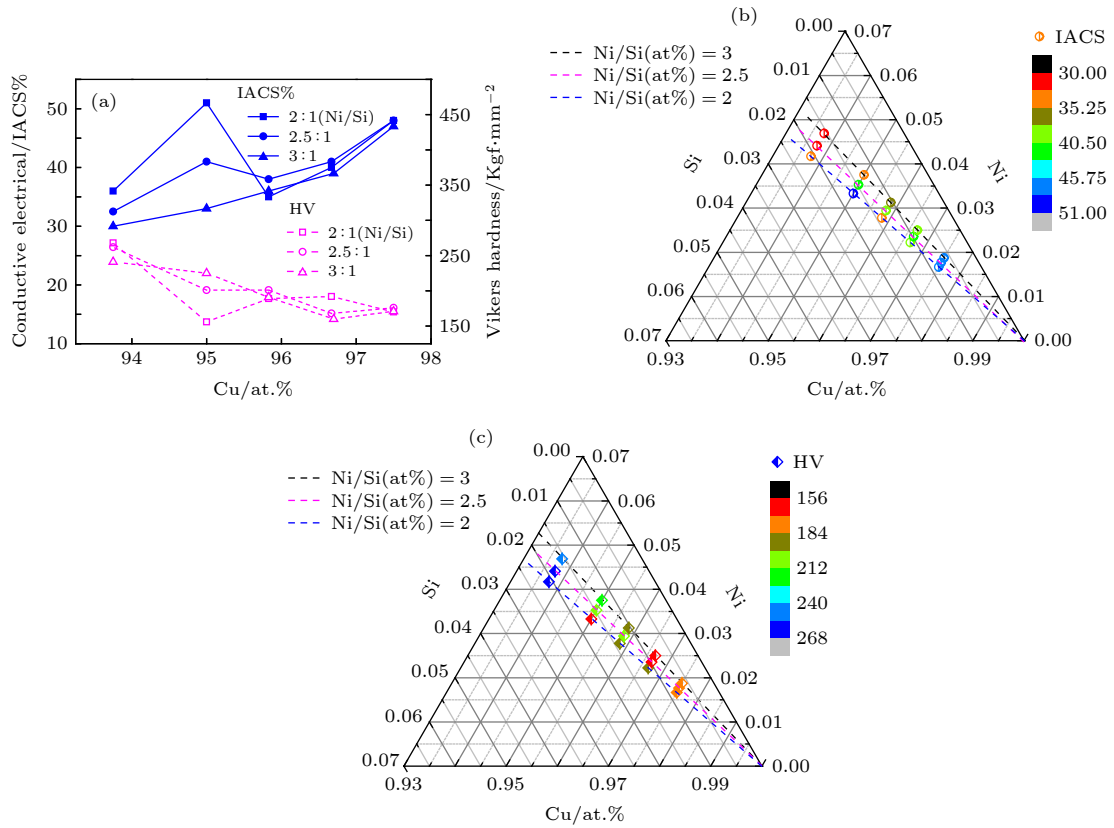 (a)
IACS%
2:1(Ni/Si)
2.5:1
3:1
HV
2:1(Ni/Si)
2.5:1
3:1
Conductive electrical/IACS%
50
40
30
20
10
Vikers hardness/Kgf·mm−2
450
350
250
150
94
95
96
97
98
Cu/at.%
(b)
Ni/Si(at%)=3
Ni/Si(at%)=2.5
Ni/Si(at%)=2
IACS
30.00
35.25
40.50
45.75
51.00
Si
0.00
0.01
0.02
0.03
0.04
0.05
0.06
0.07
Ni
0.07
0.06
0.05
0.04
0.03
0.02
0.01
0.00
0.93
0.95
0.97
0.99
Cu/at.%
(c)
Ni/Si(at%)=3
Ni/Si(at%)=2.5
Ni/Si(at%)=2
HV
156
184
212
240
268
Si
0.00
0.01
0.02
0.03
0.04
0.05
0.06
0.07
Ni
0.07
0.06
0.05
0.04
0.03
0.02
0.01
0.00
0.93
0.95
0.97
0.99
Cu/at.%